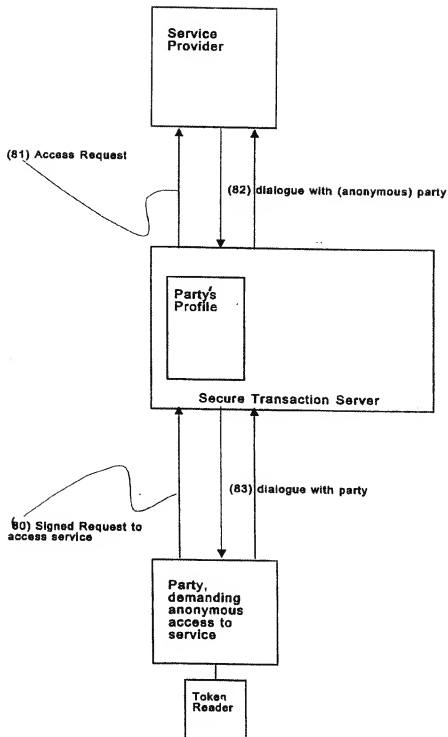 Service
Provider
(81) Access Request
(82) dialogue with (anonymous) party
Party's
Profile
Secure Transaction Server
(83) dialogue with party
(80) Signed Request to
access service
Party,
demanding
anonymous
access to
service
Token
Reader